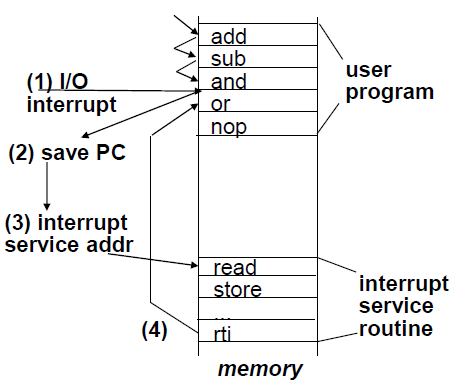 add
sub
and
or
nop
user
program
(1) I/O
interrupt
(2) save PC
(3) interrupt
service addr
read
store
...
rti
(4)
interrupt
service
routine
memory